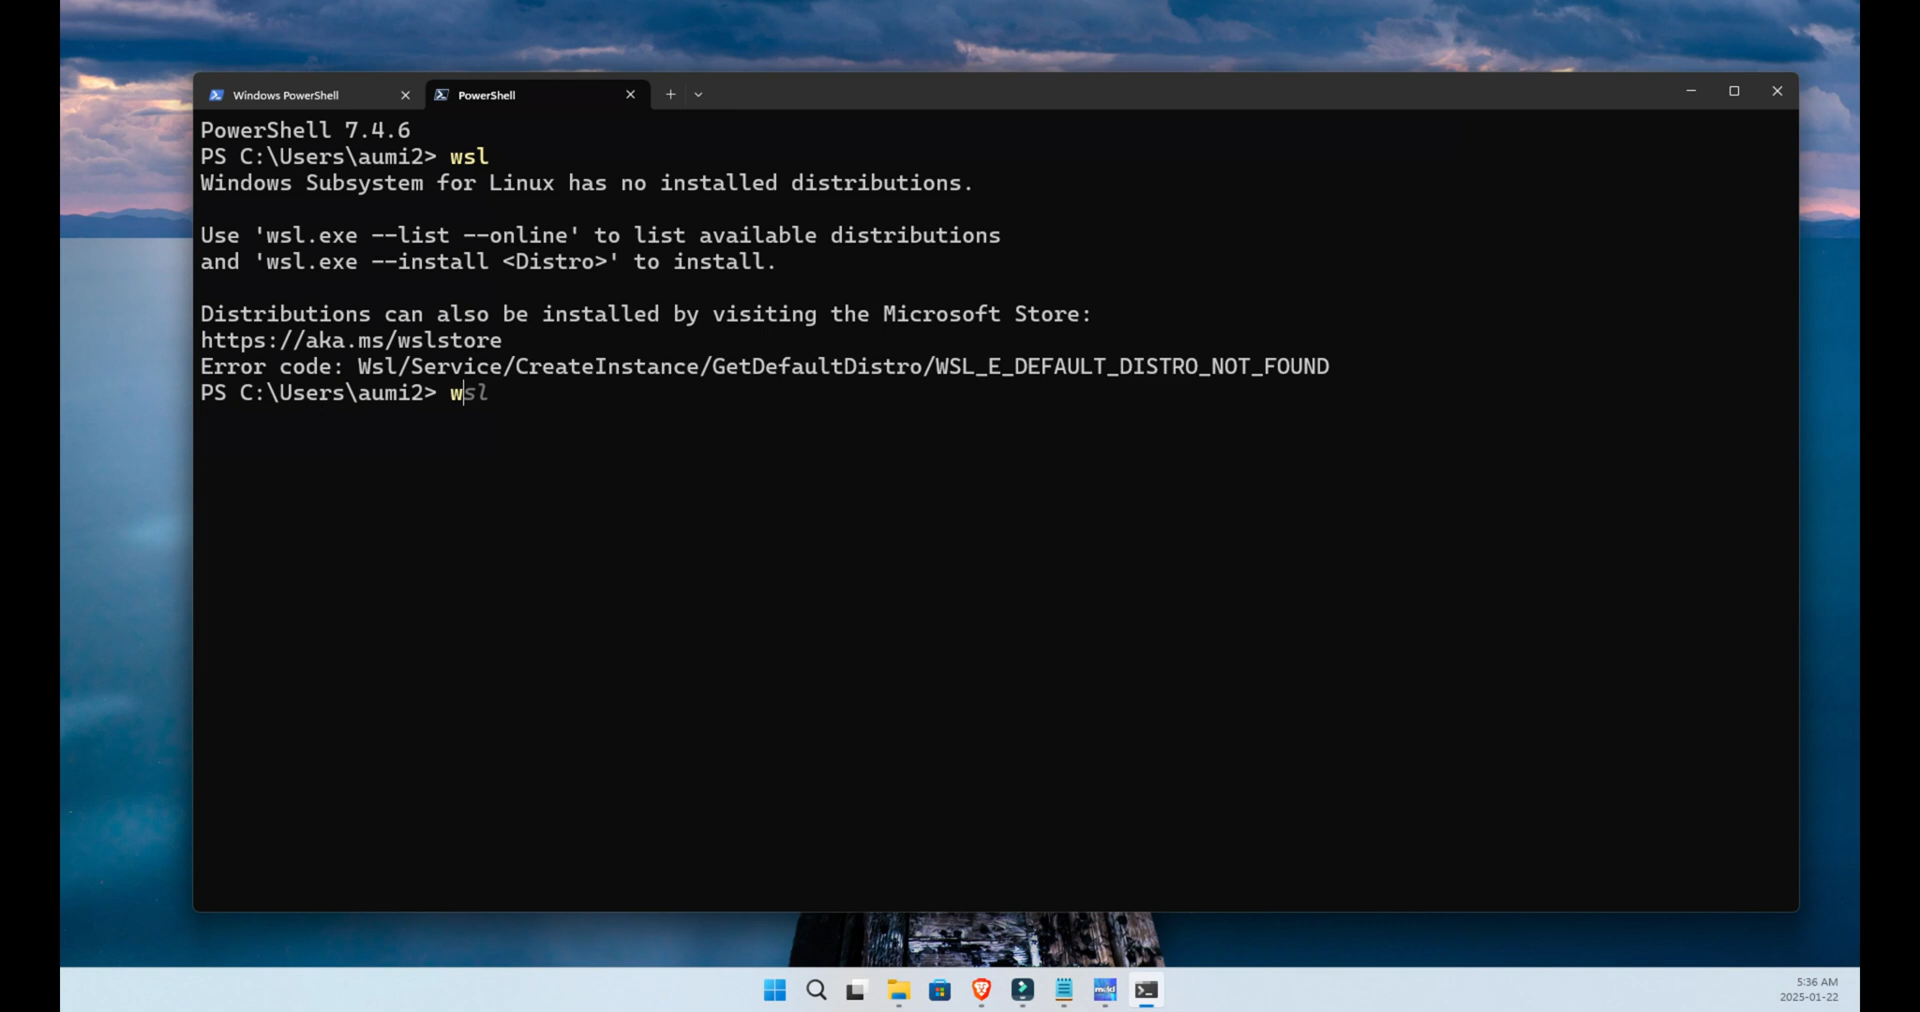 Windows PowerShell
PowerShell
PowerShell 7.4.6
PS C:\Users\aumi2> wsl
Windows Subsystem for Linux has no installed distributions.
Use 'wsl.exe --list --online' to list available distributions
and 'wsl.exe --install <Distro>' to install.
Distributions can also be installed by visiting the Microsoft Store:
https://aka.ms/wslstore
Error code: Wsl/Service/CreateInstance/GetDefaultDistro/WSL_E_DEFAULT_DISTRO_NOT_FOUND
PS C:\Users\aumi2> wsl
meld
5:36 AM
2025-01-22